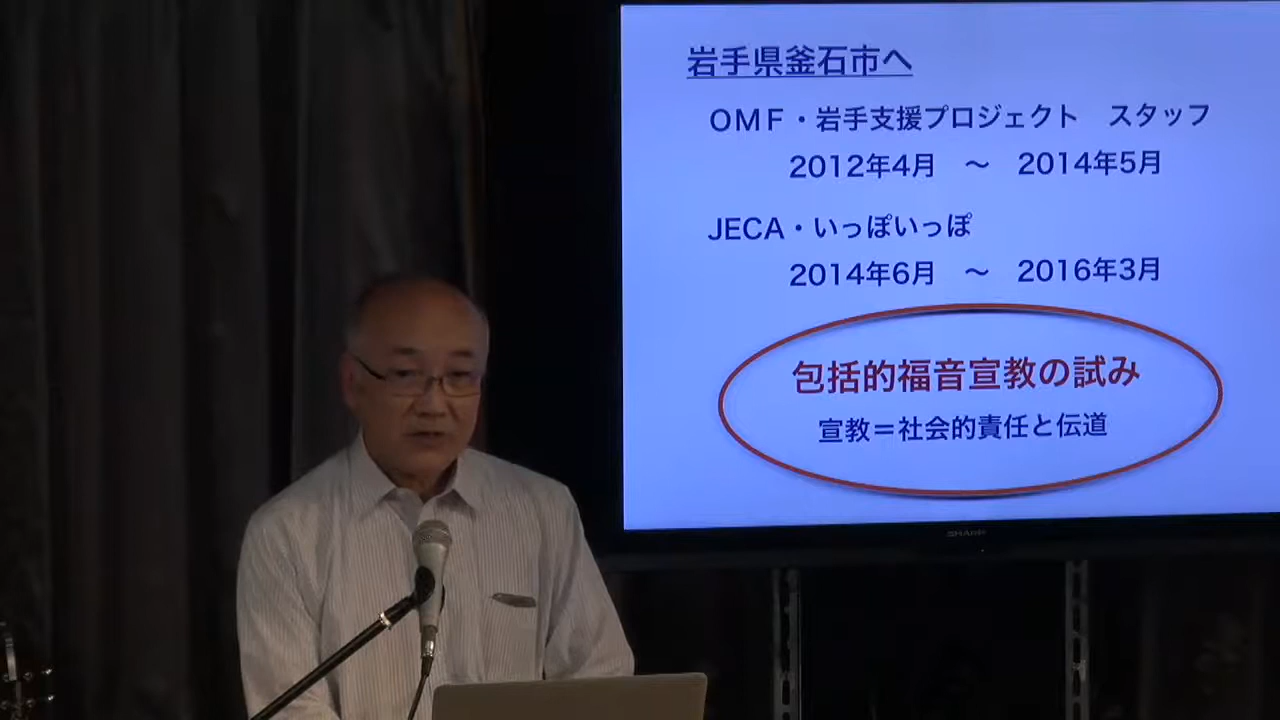 岩手県釜石市へ
OMF・岩手支援プロジェクト　スタッフ
2012年4月　～　2014年5月
JECA・いっぽいっぽ
2014年6月　～　2016年3月
包括的福音宣教の試み
宣教＝社会的責任と伝道
SHARP